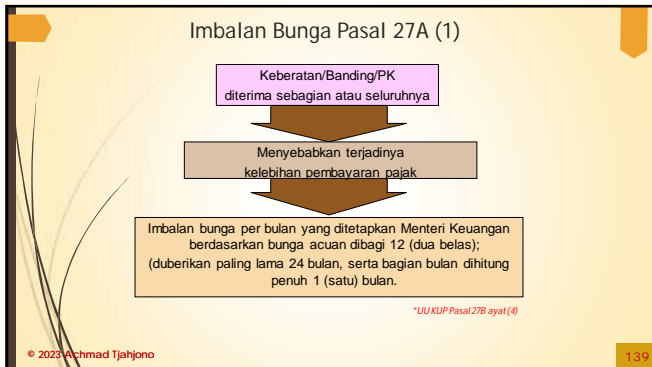 Imbalan Bunga Pasal 27A (1)
Keberatan/Banding/PK
diterima sebagian atau seluruhnya
Menyebabkan terjadinya
kelebihan pembayaran pajak
Imbalan bunga per bulan yang ditetapkan Menteri Keuangan
berdasarkan bunga acuan dibagi 12 (dua belas);
(duberikan paling lama 24 bulan, serta bagian bulan dihitung
penuh 1 (satu) bulan.
*UU KUP Pasal 27B ayat (4)
© 2023 Achmad Tjahjono
139